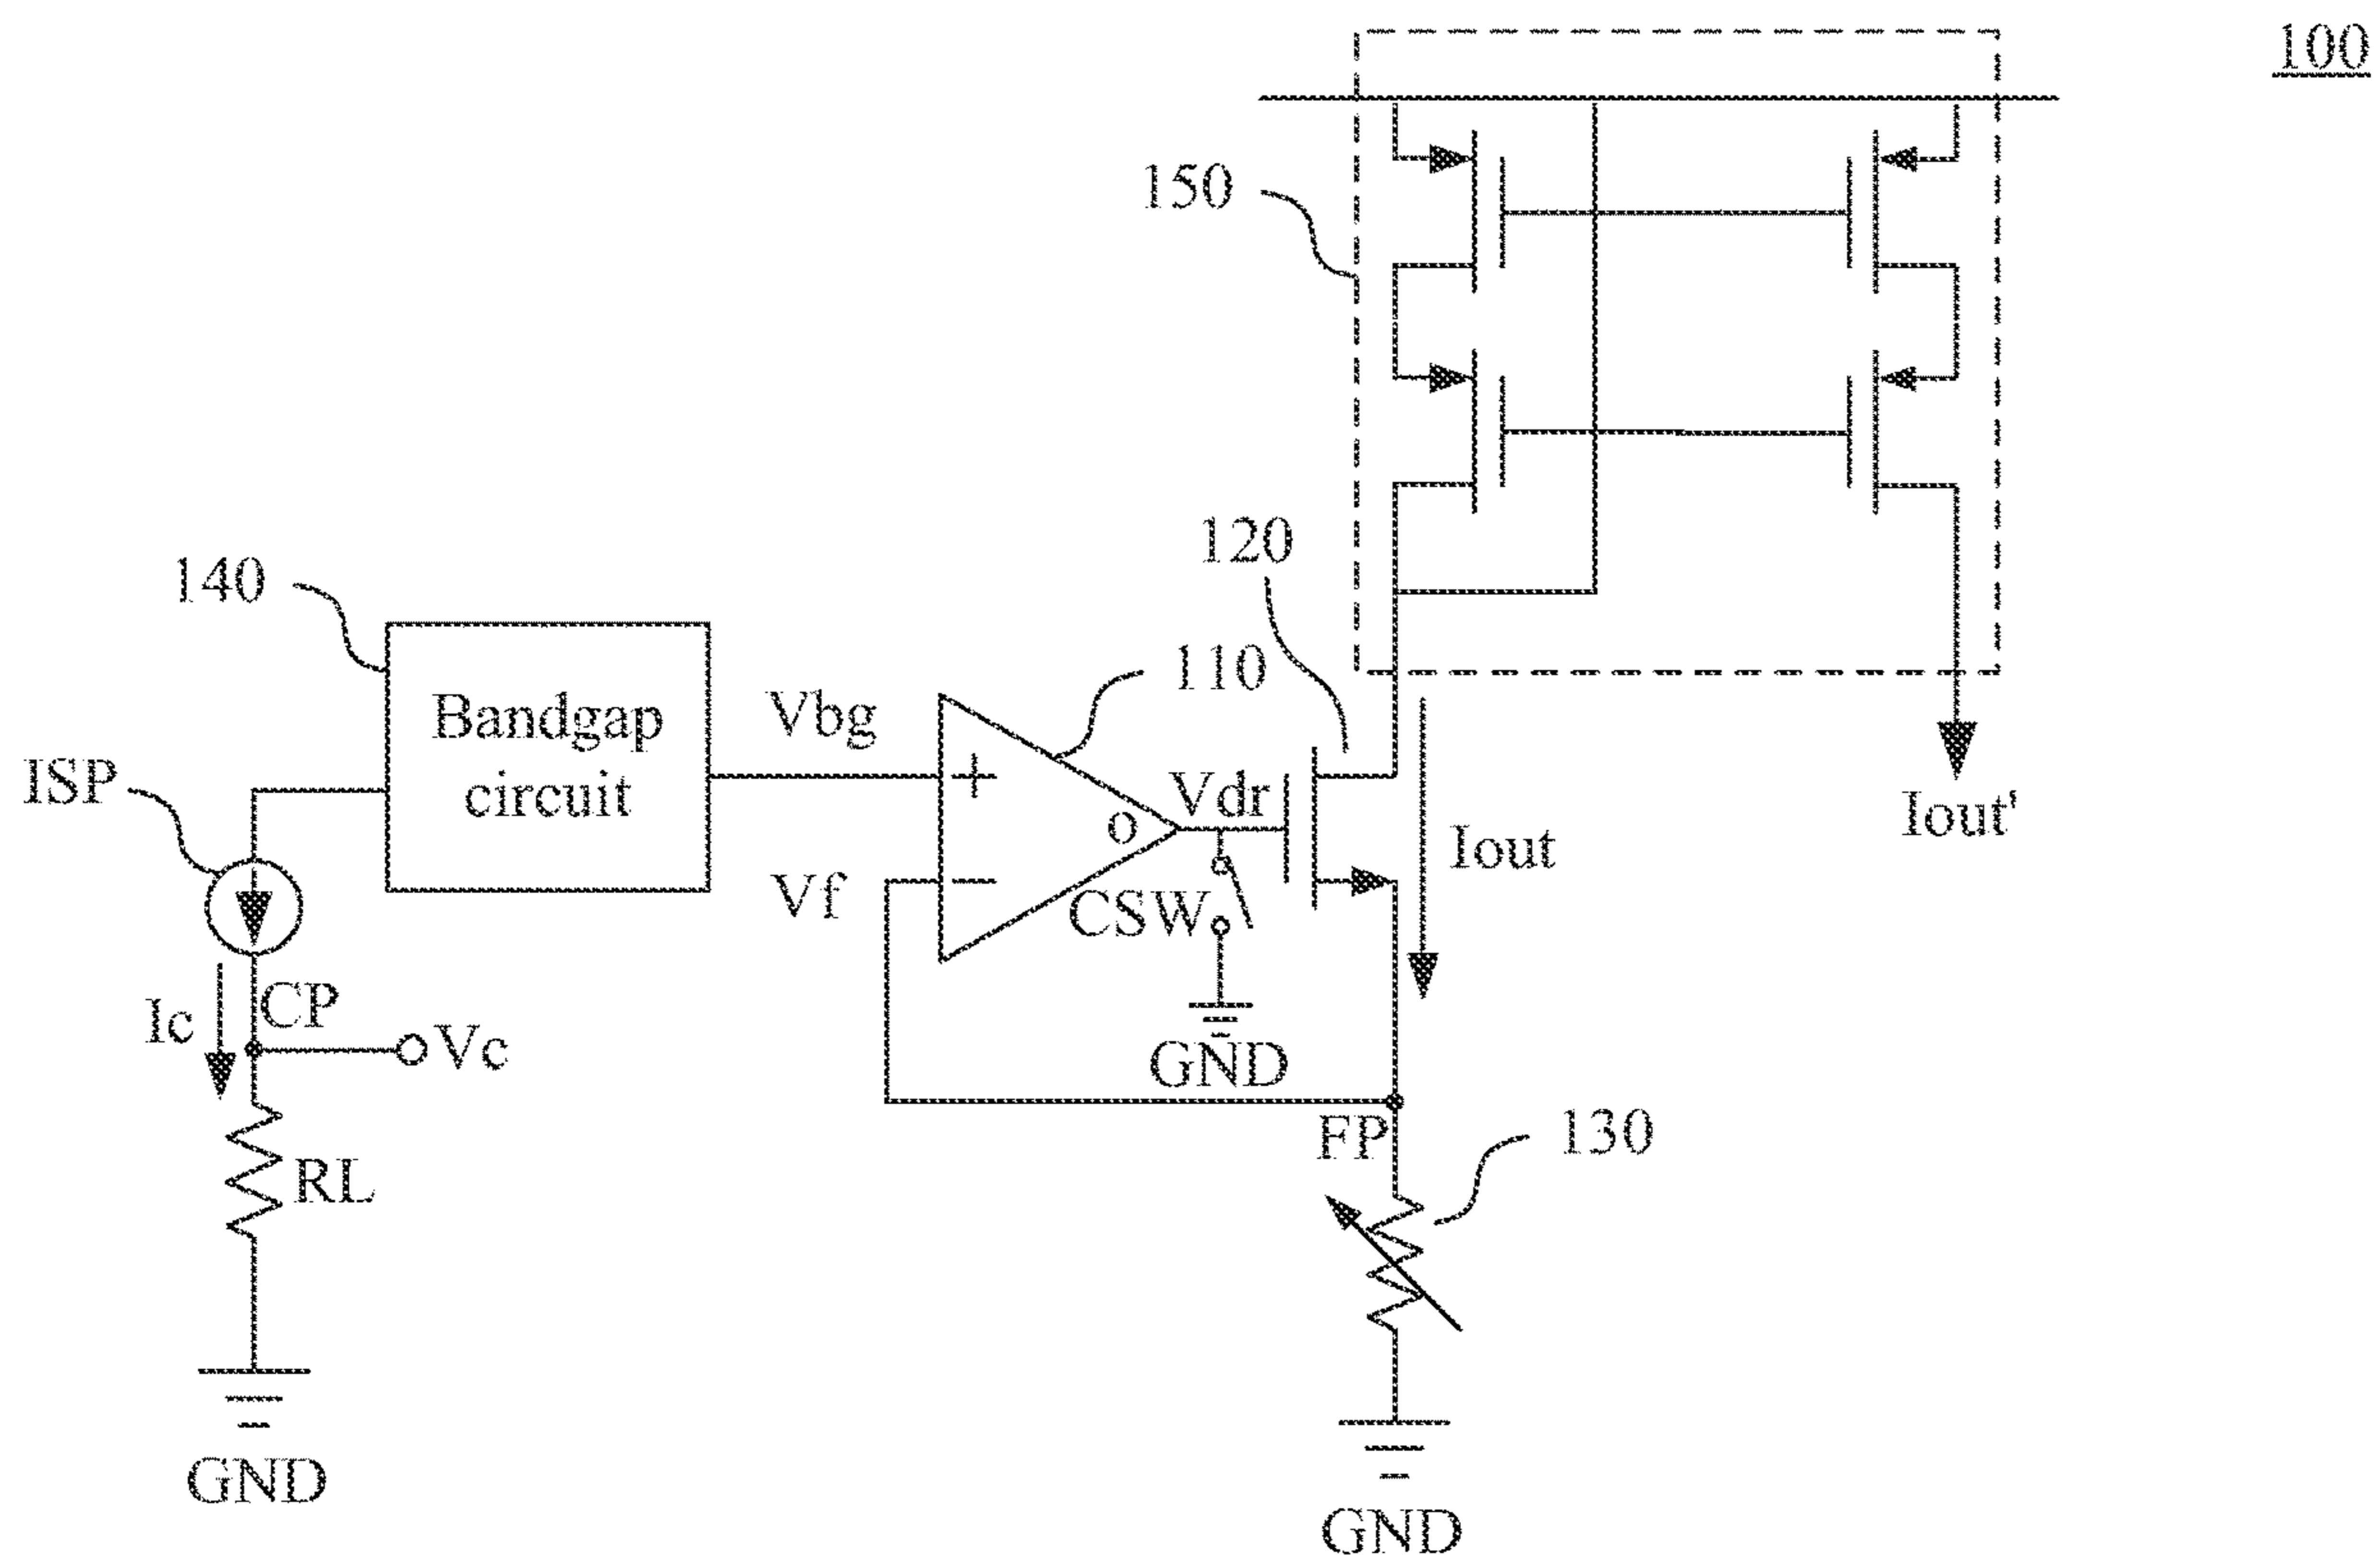 100
150
120
140
110
Bandgap
circuit
Vbg
ISP
+
Vdr
o
Iout'
Iout
Vf
−
CSW
Ic
CP
Vc
GND
FP
130
RL
GND
GND